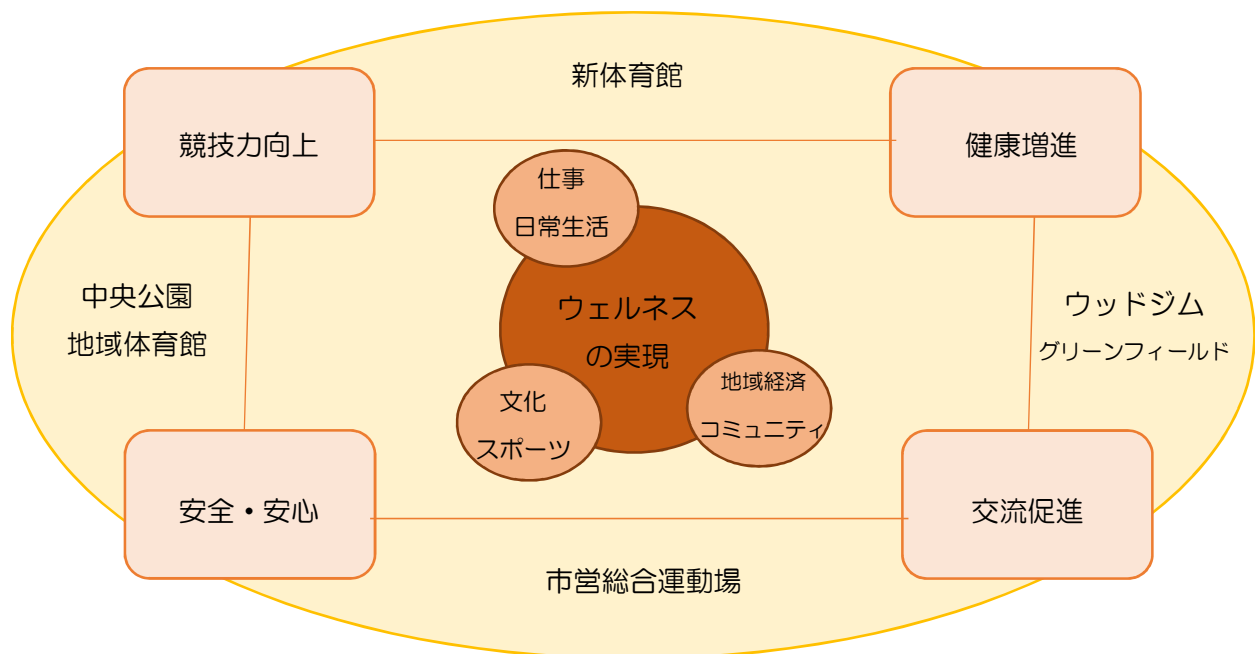 新体育館
競技力向上
健康増進
仕事
日常生活
中央公園
地域体育館
ウェルネス
の実現
ウッドジム
グリーンフィールド
文化
スポーツ
地域経済
コミュニティ
安全・安心
交流促進
市営総合運動場